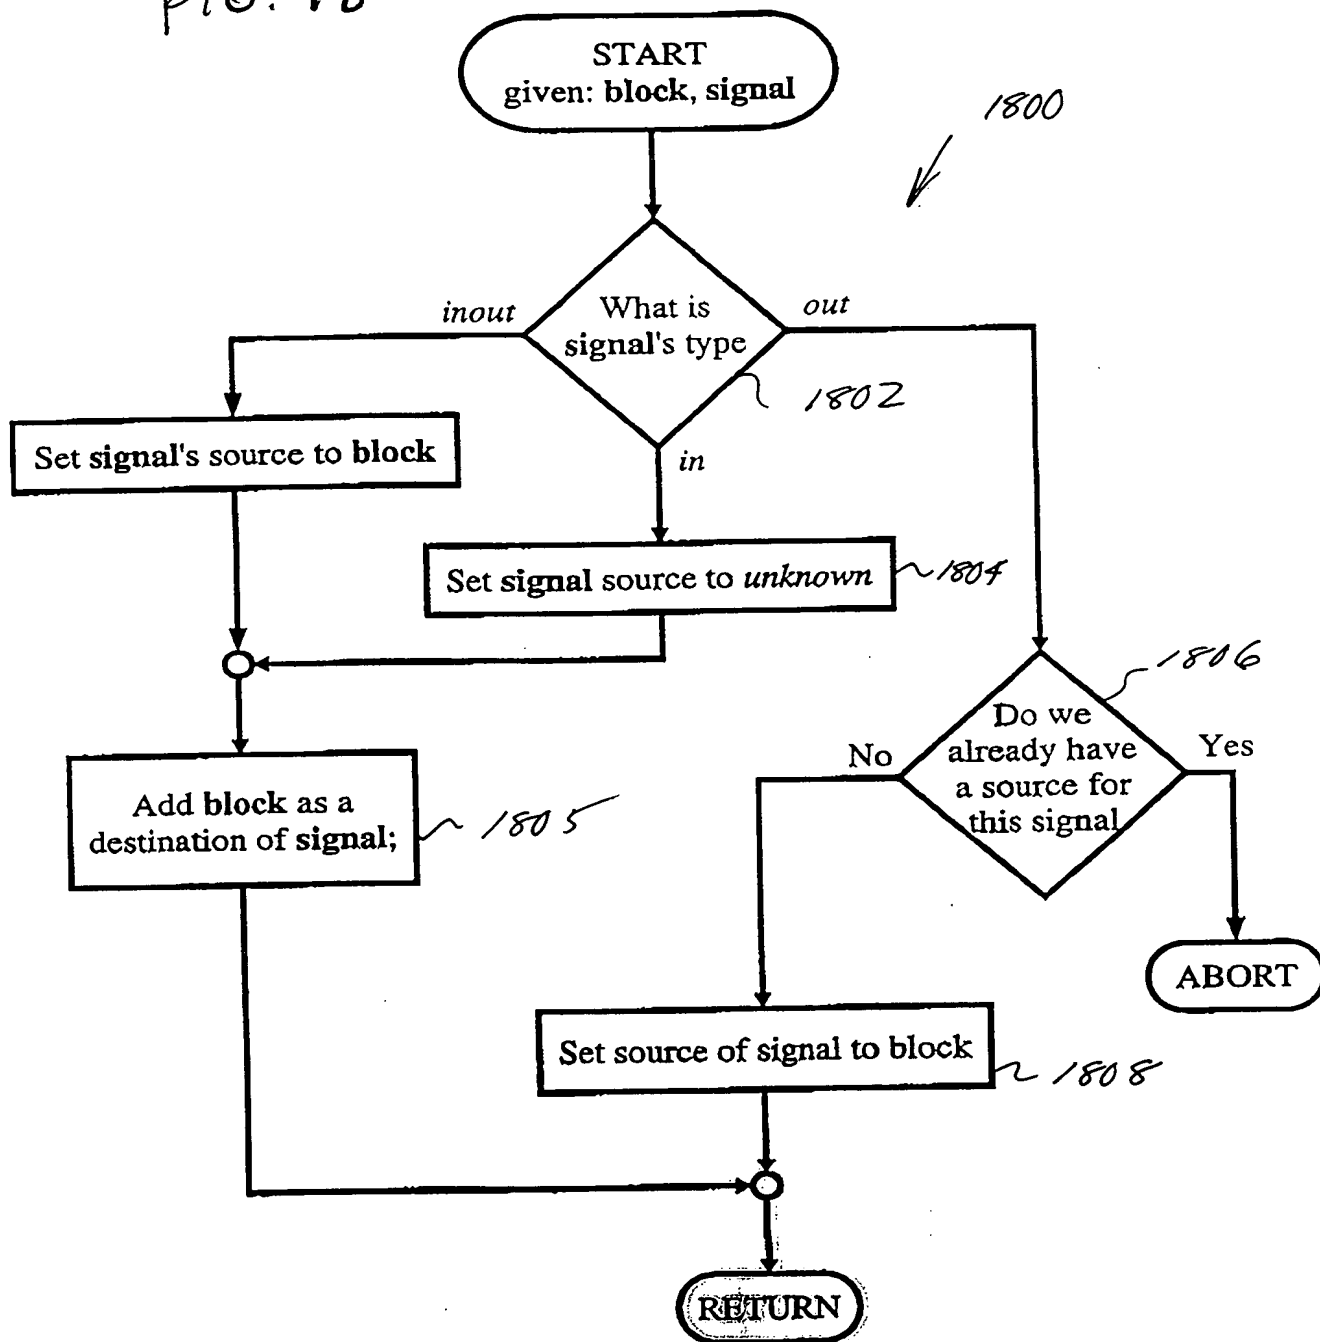 START
given: block, signal
1800
inout
What is
signal's type
out
1802
in
Set signal's source to block
Set signal source to unknown
1804
1806
Do we
already have
a source for
this signal
No
Yes
Add block as a
destination of signal;
1805
ABORT
Set source of signal to block
1808
RETURN